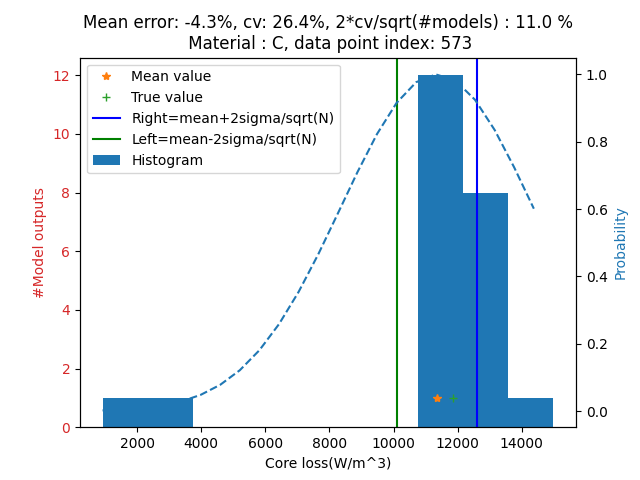 Mean error: -4.3%, cv: 26.4%, 2*cv/sqrt(#models) : 11.0 %
Material : C, data point index: 573
Mean value
True value
Right=mean+2sigma/sqrt(N)
Left=mean-2sigma/sqrt(N)
Histogram
12
10
8
6
4
2
0
#Model outputs
1.0
0.8
0.6
0.4
0.2
0.0
Probability
2000 4000 6000 8000 10000 12000 14000
Core loss(W/m^3)